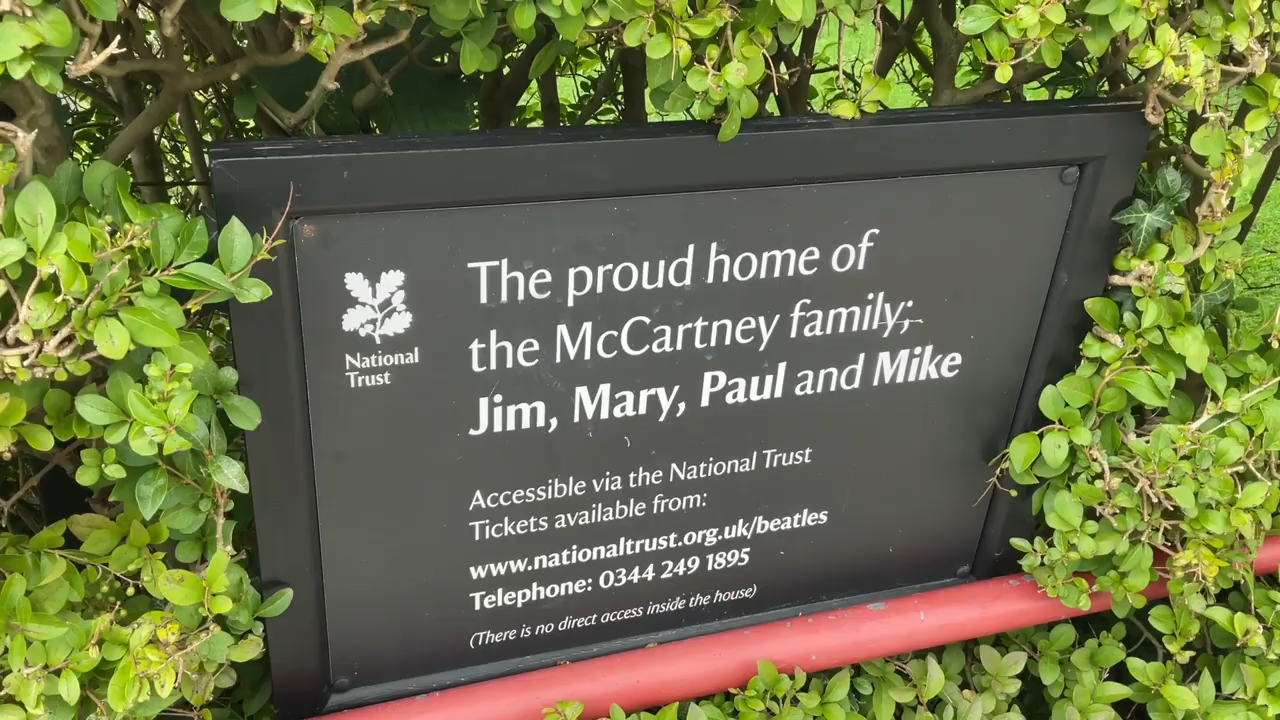 National
Trust
The proud home of
the McCartney family;
Jim, Mary, Paul and Mike
Accessible via the National Trust
Tickets available from:
www.nationaltrust.org.uk/beatles
Telephone: 0344 249 1895
(There is no direct access inside the house)